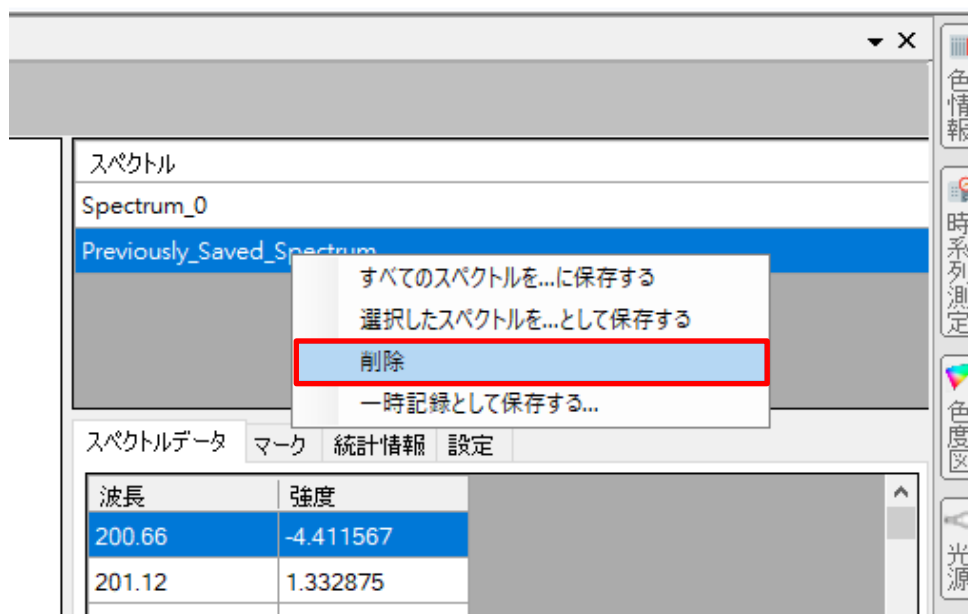 スペクトル
Spectrum_0
Previously_Saved_Spectrum
すべてのスペクトルを...に保存する
選択したスペクトルを...として保存する
削除
一時記録として保存する...
スペクトルデータ マーク 統計情報 設定
波長 強度
200.66 -4.411567
201.12 1.332875
色情報
時系列測定
色度図
光源